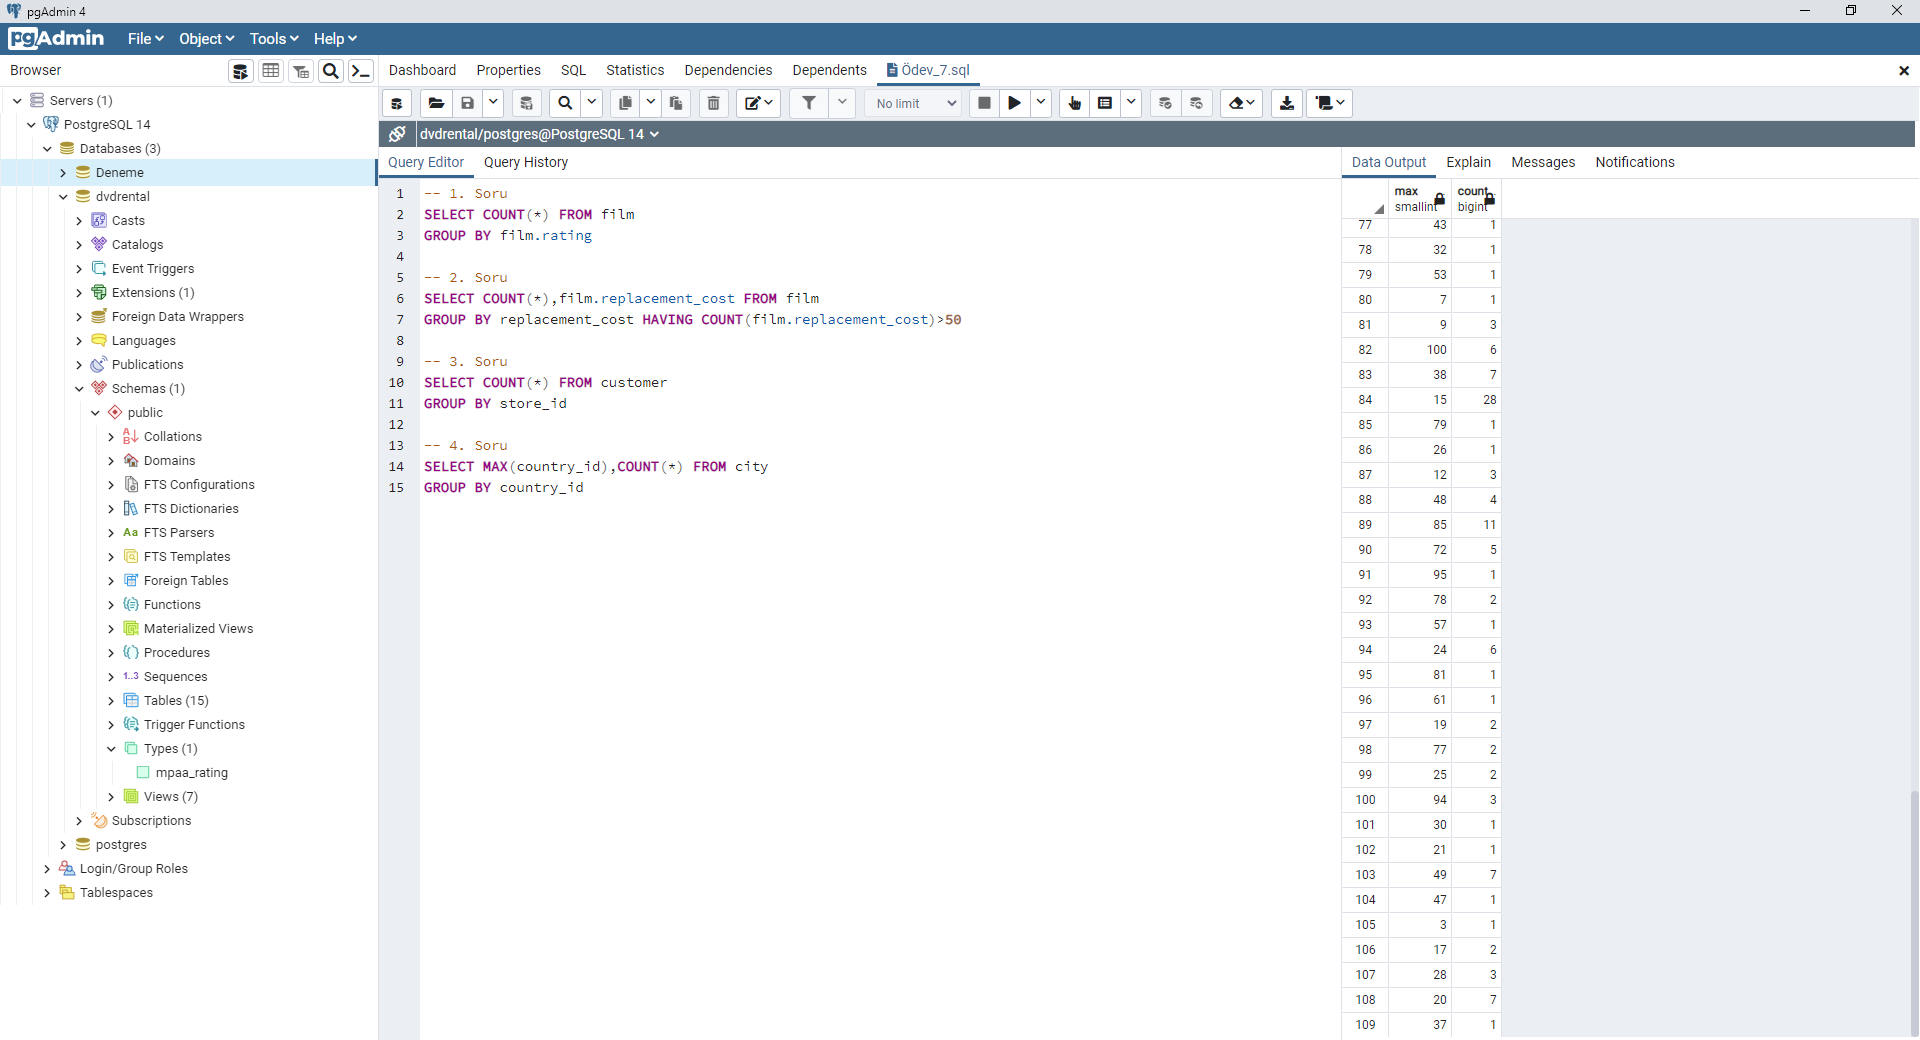 pgAdmin 4
pgAdmin File Object Tools Help
Browser
Dashboard Properties SQL Statistics Dependencies Dependents Ödev_7.sql
No limit
dvdrental/postgres@PostgreSQL 14
Servers (1)
PostgreSQL 14
Databases (3)
Deneme
dvdrental
Casts
Catalogs
Event Triggers
Extensions (1)
Foreign Data Wrappers
Languages
Publications
Schemas (1)
public
Collations
Domains
FTS Configurations
FTS Dictionaries
Aa FTS Parsers
FTS Templates
Foreign Tables
Functions
Materialized Views
Procedures
1..3 Sequences
Tables (15)
Trigger Functions
Types (1)
mpaa_rating
Views (7)
Subscriptions
postgres
Login/Group Roles
Tablespaces
Query Editor Query History
1 -- 1. Soru
2 SELECT COUNT(*) FROM film
3 GROUP BY film.rating
4
5 -- 2. Soru
6 SELECT COUNT(*),film.replacement_cost FROM film
7 GROUP BY replacement_cost HAVING COUNT(film.replacement_cost)>50
8
9 -- 3. Soru
10 SELECT COUNT(*) FROM customer
11 GROUP BY store_id
12
13 -- 4. Soru
14 SELECT MAX(country_id),COUNT(*) FROM city
15 GROUP BY country_id
Data Output Explain Messages Notifications
max count
smallint bigint
77 43 1
78 32 1
79 53 1
80 7 1
81 9 3
82 100 6
83 38 7
84 15 28
85 79 1
86 26 1
87 12 3
88 48 4
89 85 11
90 72 5
91 95 1
92 78 2
93 57 1
94 24 6
95 81 1
96 61 1
97 19 2
98 77 2
99 25 2
100 94 3
101 30 1
102 21 1
103 49 7
104 47 1
105 3 1
106 17 2
107 28 3
108 20 7
109 37 1